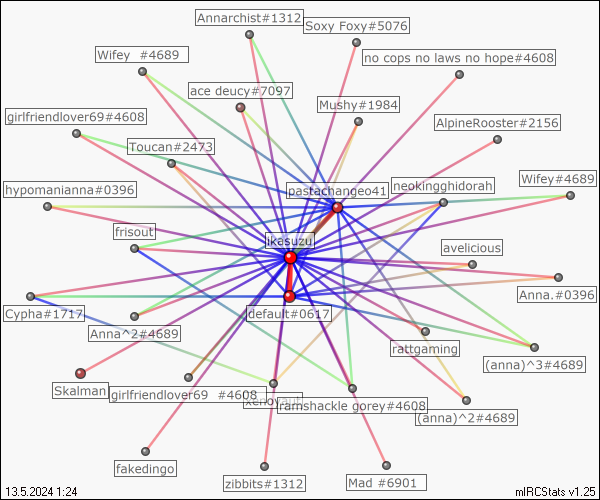 Annarchist#1312
Soxy Foxy#5076
Wifey  #4689
no cops no laws no hope#4608
ace deucy#7097
Mushy#1984
girlfriendlover69#4608
AlpineRooster#2156
Toucan#2473
hypomanianna#0396
pastachangeo41
neokingghidorah
Wifey#4689
frisout
ikasuzu
avelicious
Anna.#0396
Cypha#1717
default#0617
Anna^2#4689
rattgaming
(anna)^3#4689
Skalman
girlfriendlover69  #4608
ramshackle gorey#4608
(anna)^2#4689
fakedingo
zibbits#1312
Mad #6901
13.5.2024 1:24
mIRCStats v1.25